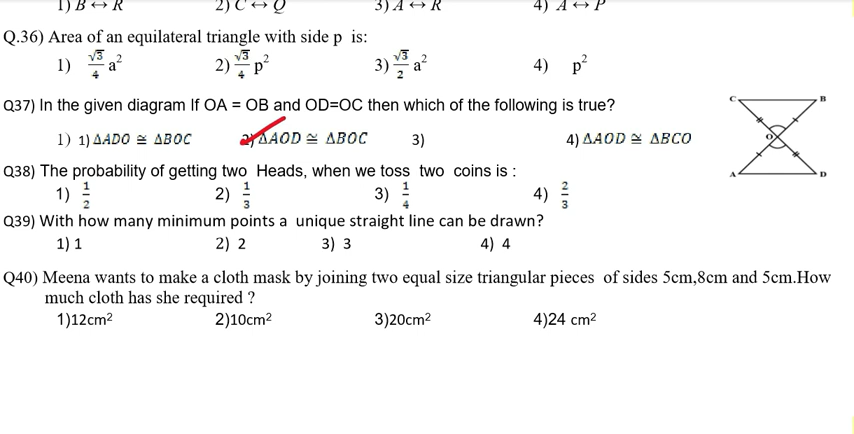 1) B ↔ R 2) C ↔ Q 3) A ↔ R 4) A ↔ P
Q.36) Area of an equilateral triangle with side p is:
1) √3/4 a² 2) √3/4 p² 3) √3/2 a² 4) p²
Q37) In the given diagram If OA = OB and OD=OC then which of the following is true?
1) 1) ΔADO ≅ ΔBOC 2) ΔAOD ≅ ΔBOC 3) 4) ΔAOD ≅ ΔBCO
C B
O
A D
Q38) The probability of getting two Heads, when we toss two coins is :
1) 1/2 2) 1/3 3) 1/4 4) 2/3
Q39) With how many minimum points a unique straight line can be drawn?
1) 1 2) 2 3) 3 4) 4
Q40) Meena wants to make a cloth mask by joining two equal size triangular pieces of sides 5cm,8cm and 5cm.How
much cloth has she required ?
1)12cm² 2)10cm² 3)20cm² 4)24 cm²